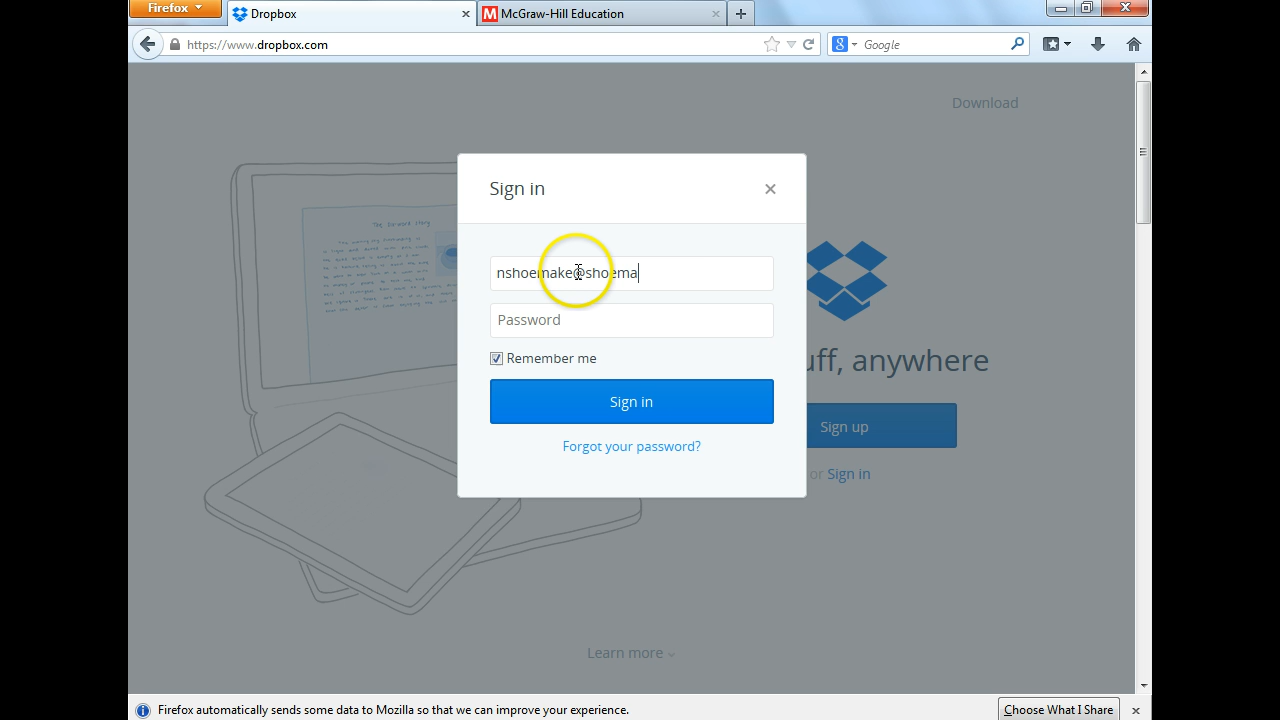 Firefox
Dropbox
McGraw-Hill Education
https://www.dropbox.com
Google
Download
Sign in
nshoemake@shoema
Password
Remember me
Sign in
Forgot your password?
uff, anywhere
Sign up
or Sign in
Learn more
Firefox automatically sends some data to Mozilla so that we can improve your experience.
Choose What I Share